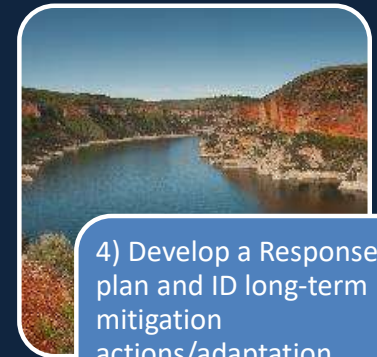 4) Develop a Response
plan and ID long-term
mitigation
actions/adaptation